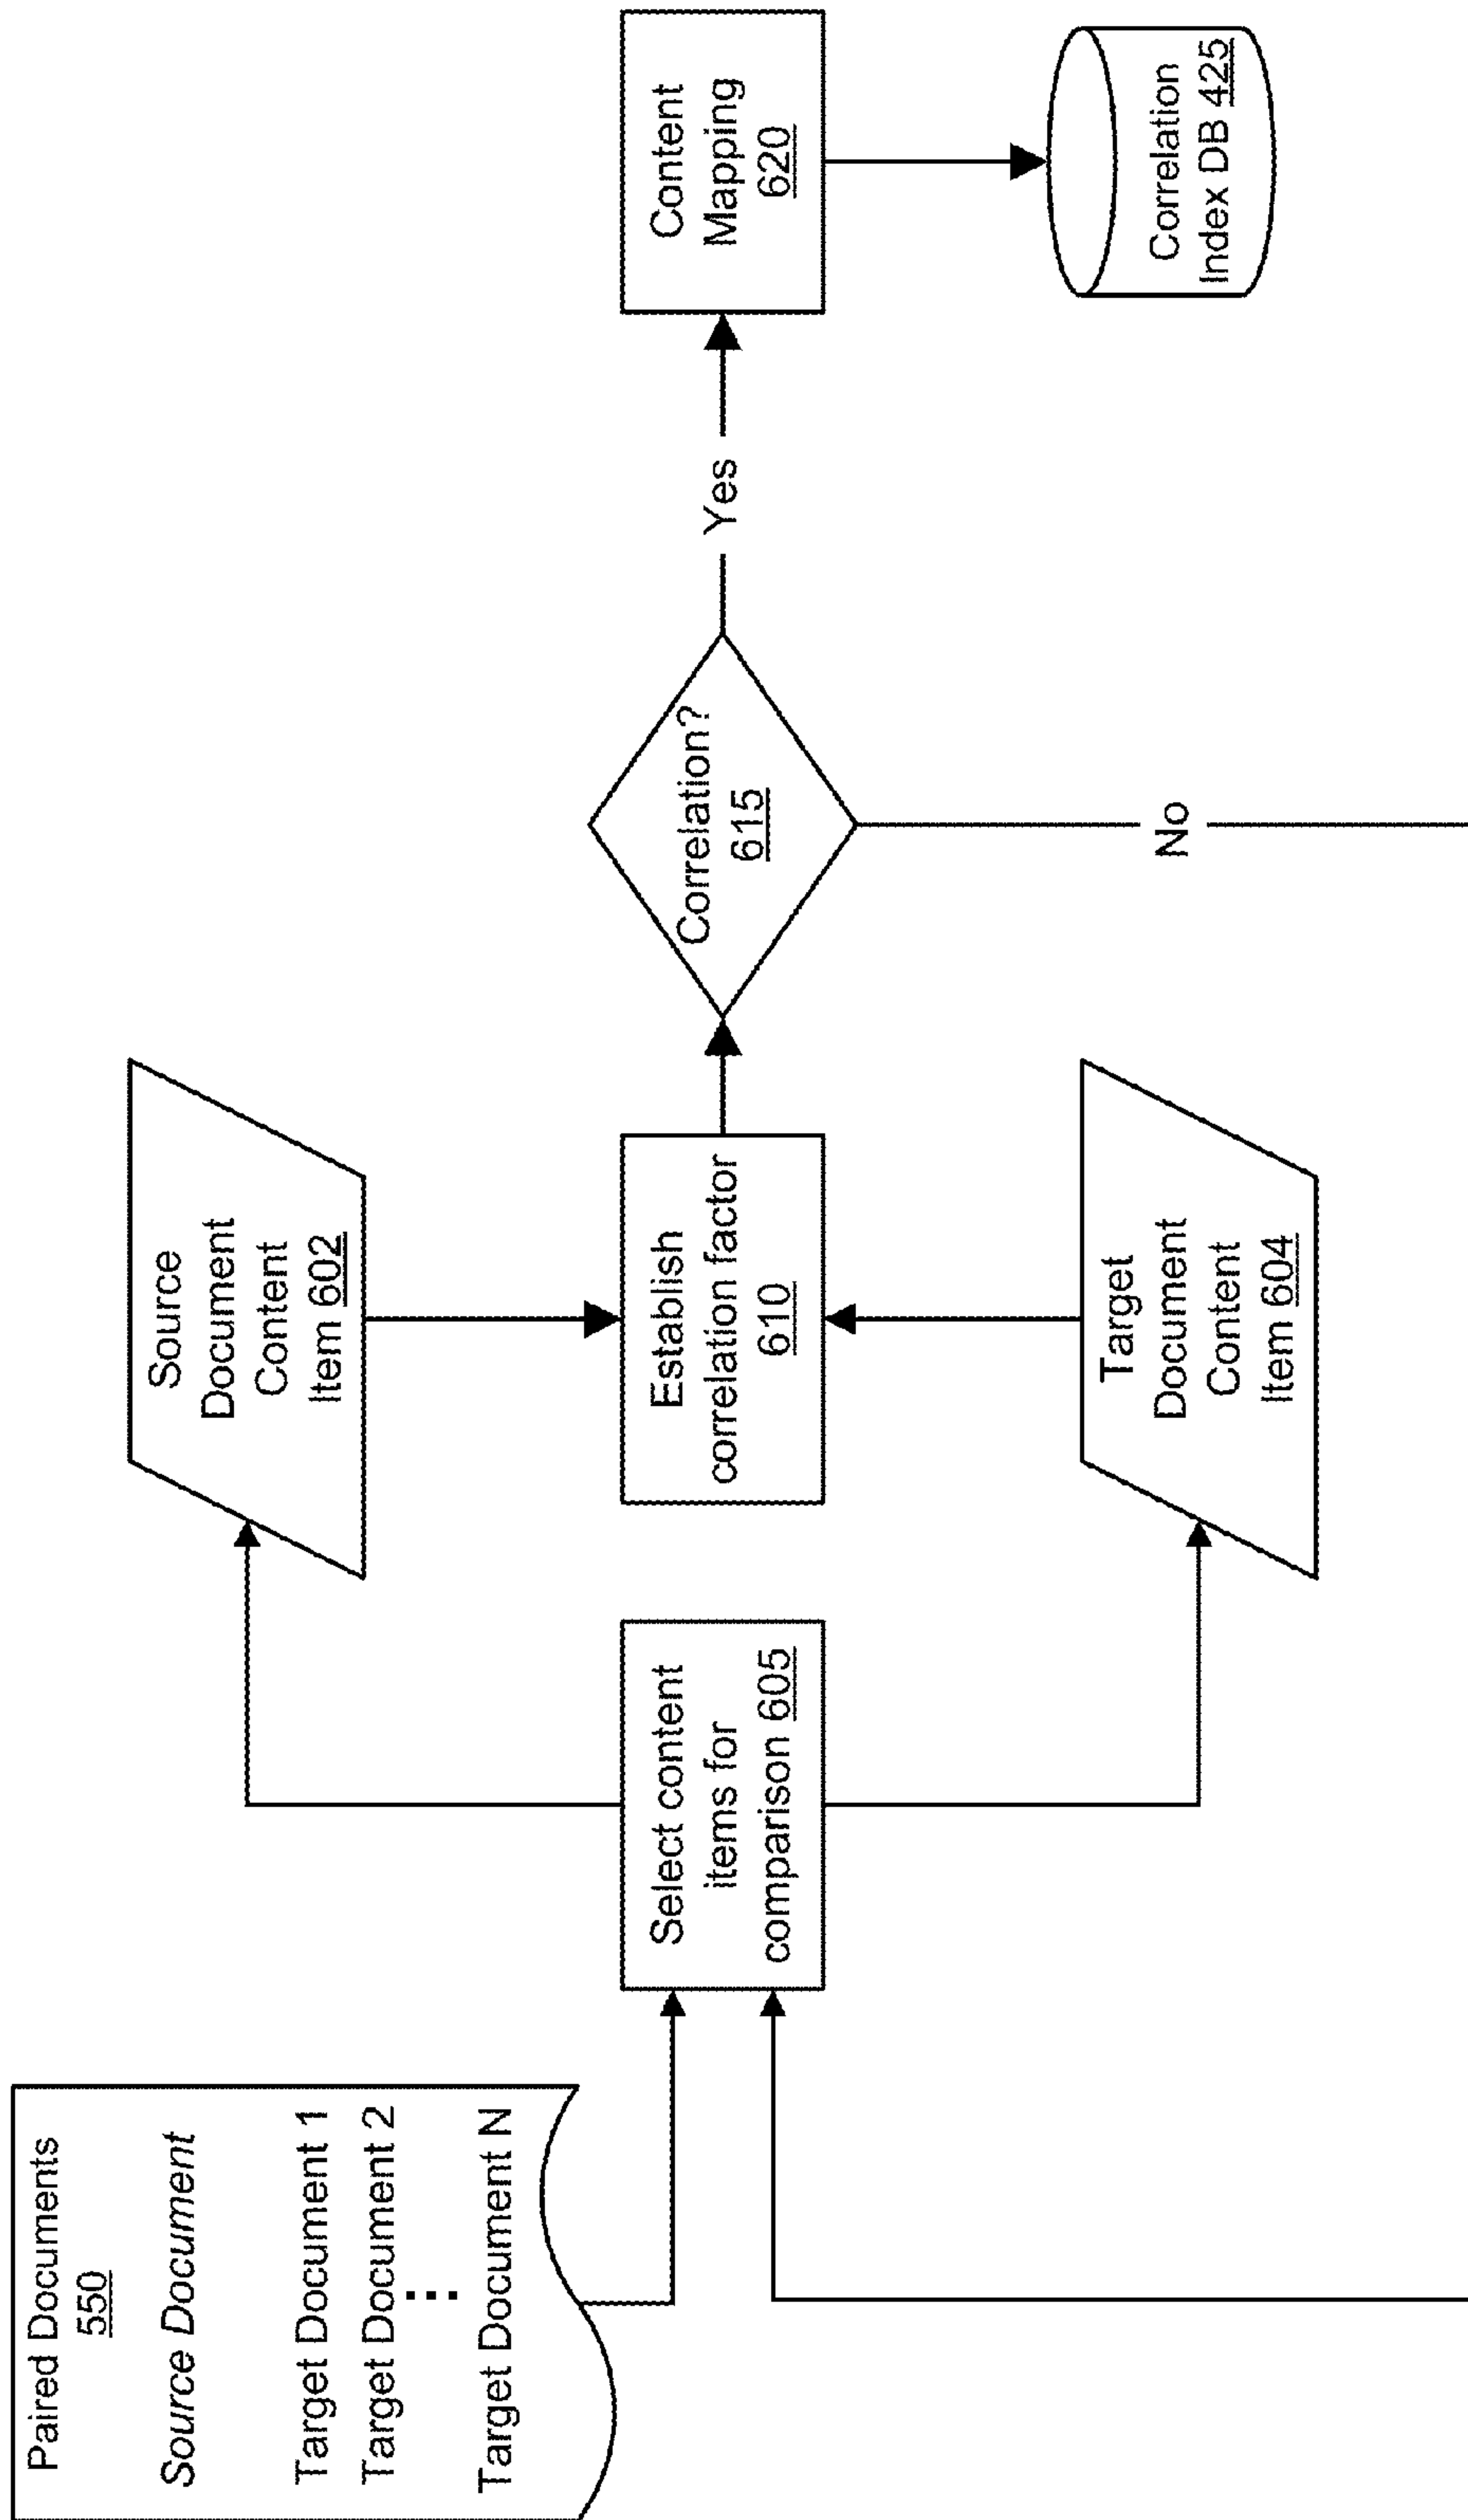 Paired Documents
550
Source Document
Target Document 1
Target Document 2
⋮
Target Document N
Select content
items for
comparison 605
Source
Document
Content
Item 602
Establish
correlation factor
610
Target
Document
Content
Item 604
Correlation?
615
Yes
No
Content
Mapping
620
Correlation
Index DB 425